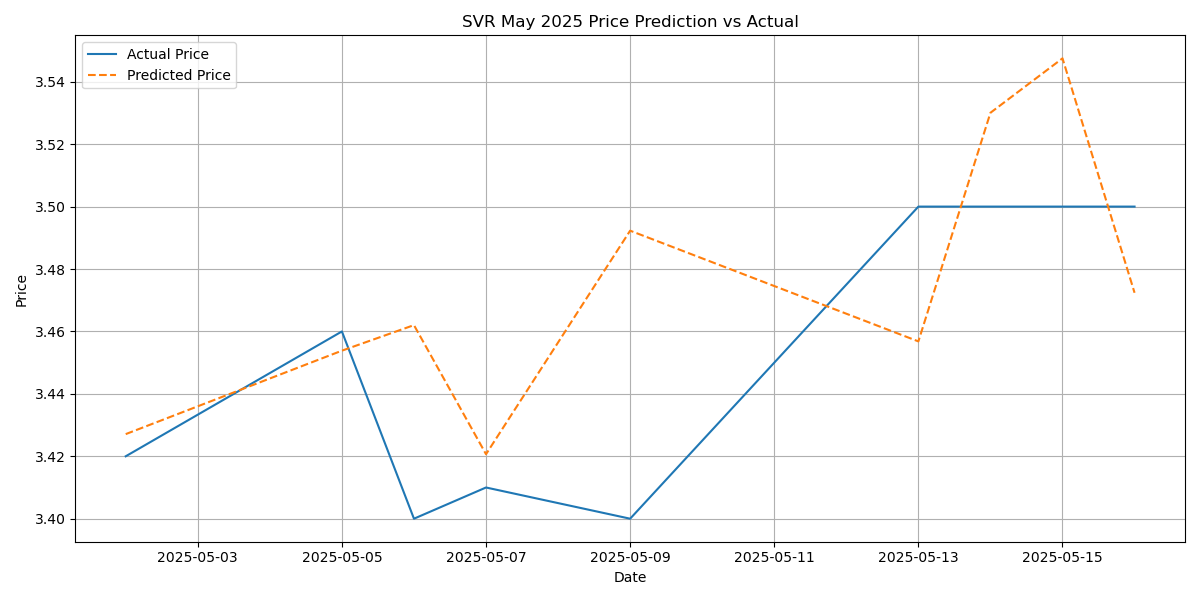 SVR May 2025 Price Prediction vs Actual
Actual Price
Predicted Price
3.54
3.52
3.50
3.48
3.46
3.44
3.42
3.40
Price
2025-05-03 2025-05-05 2025-05-07 2025-05-09 2025-05-11 2025-05-13 2025-05-15
Date